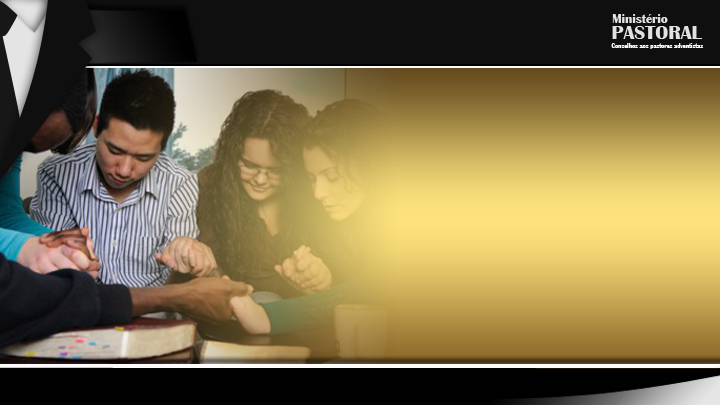 Ministério
PASTORAL
Conselhos aos pastores adventistas